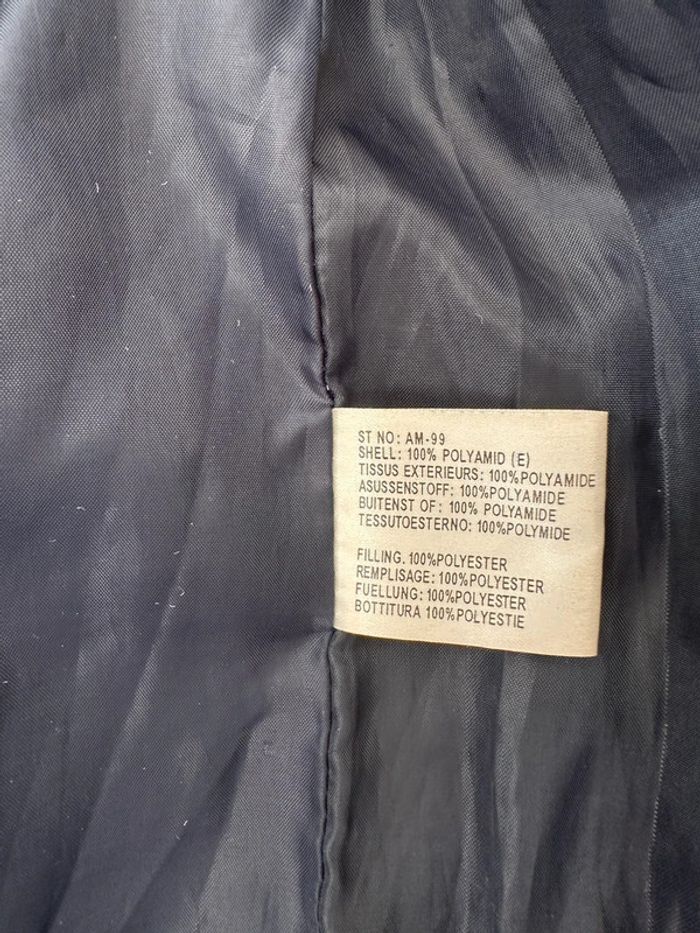 ST NO: AM-99
SHELL: 100% POLYAMID (E)
TISSUS EXTERIEURS: 100%POLYAMIDE
ASUSSENSTOFF: 100%POLYAMIDE
BUITENST OF: 100% POLYAMIDE
TESSUTOESTERNO: 100%POLYMIDE
FILLING. 100%POLYESTER
REMPLISAGE: 100%POLYESTER
FUELLUNG: 100%POLYESTER
BOTTITURA 100%POLYESTIE